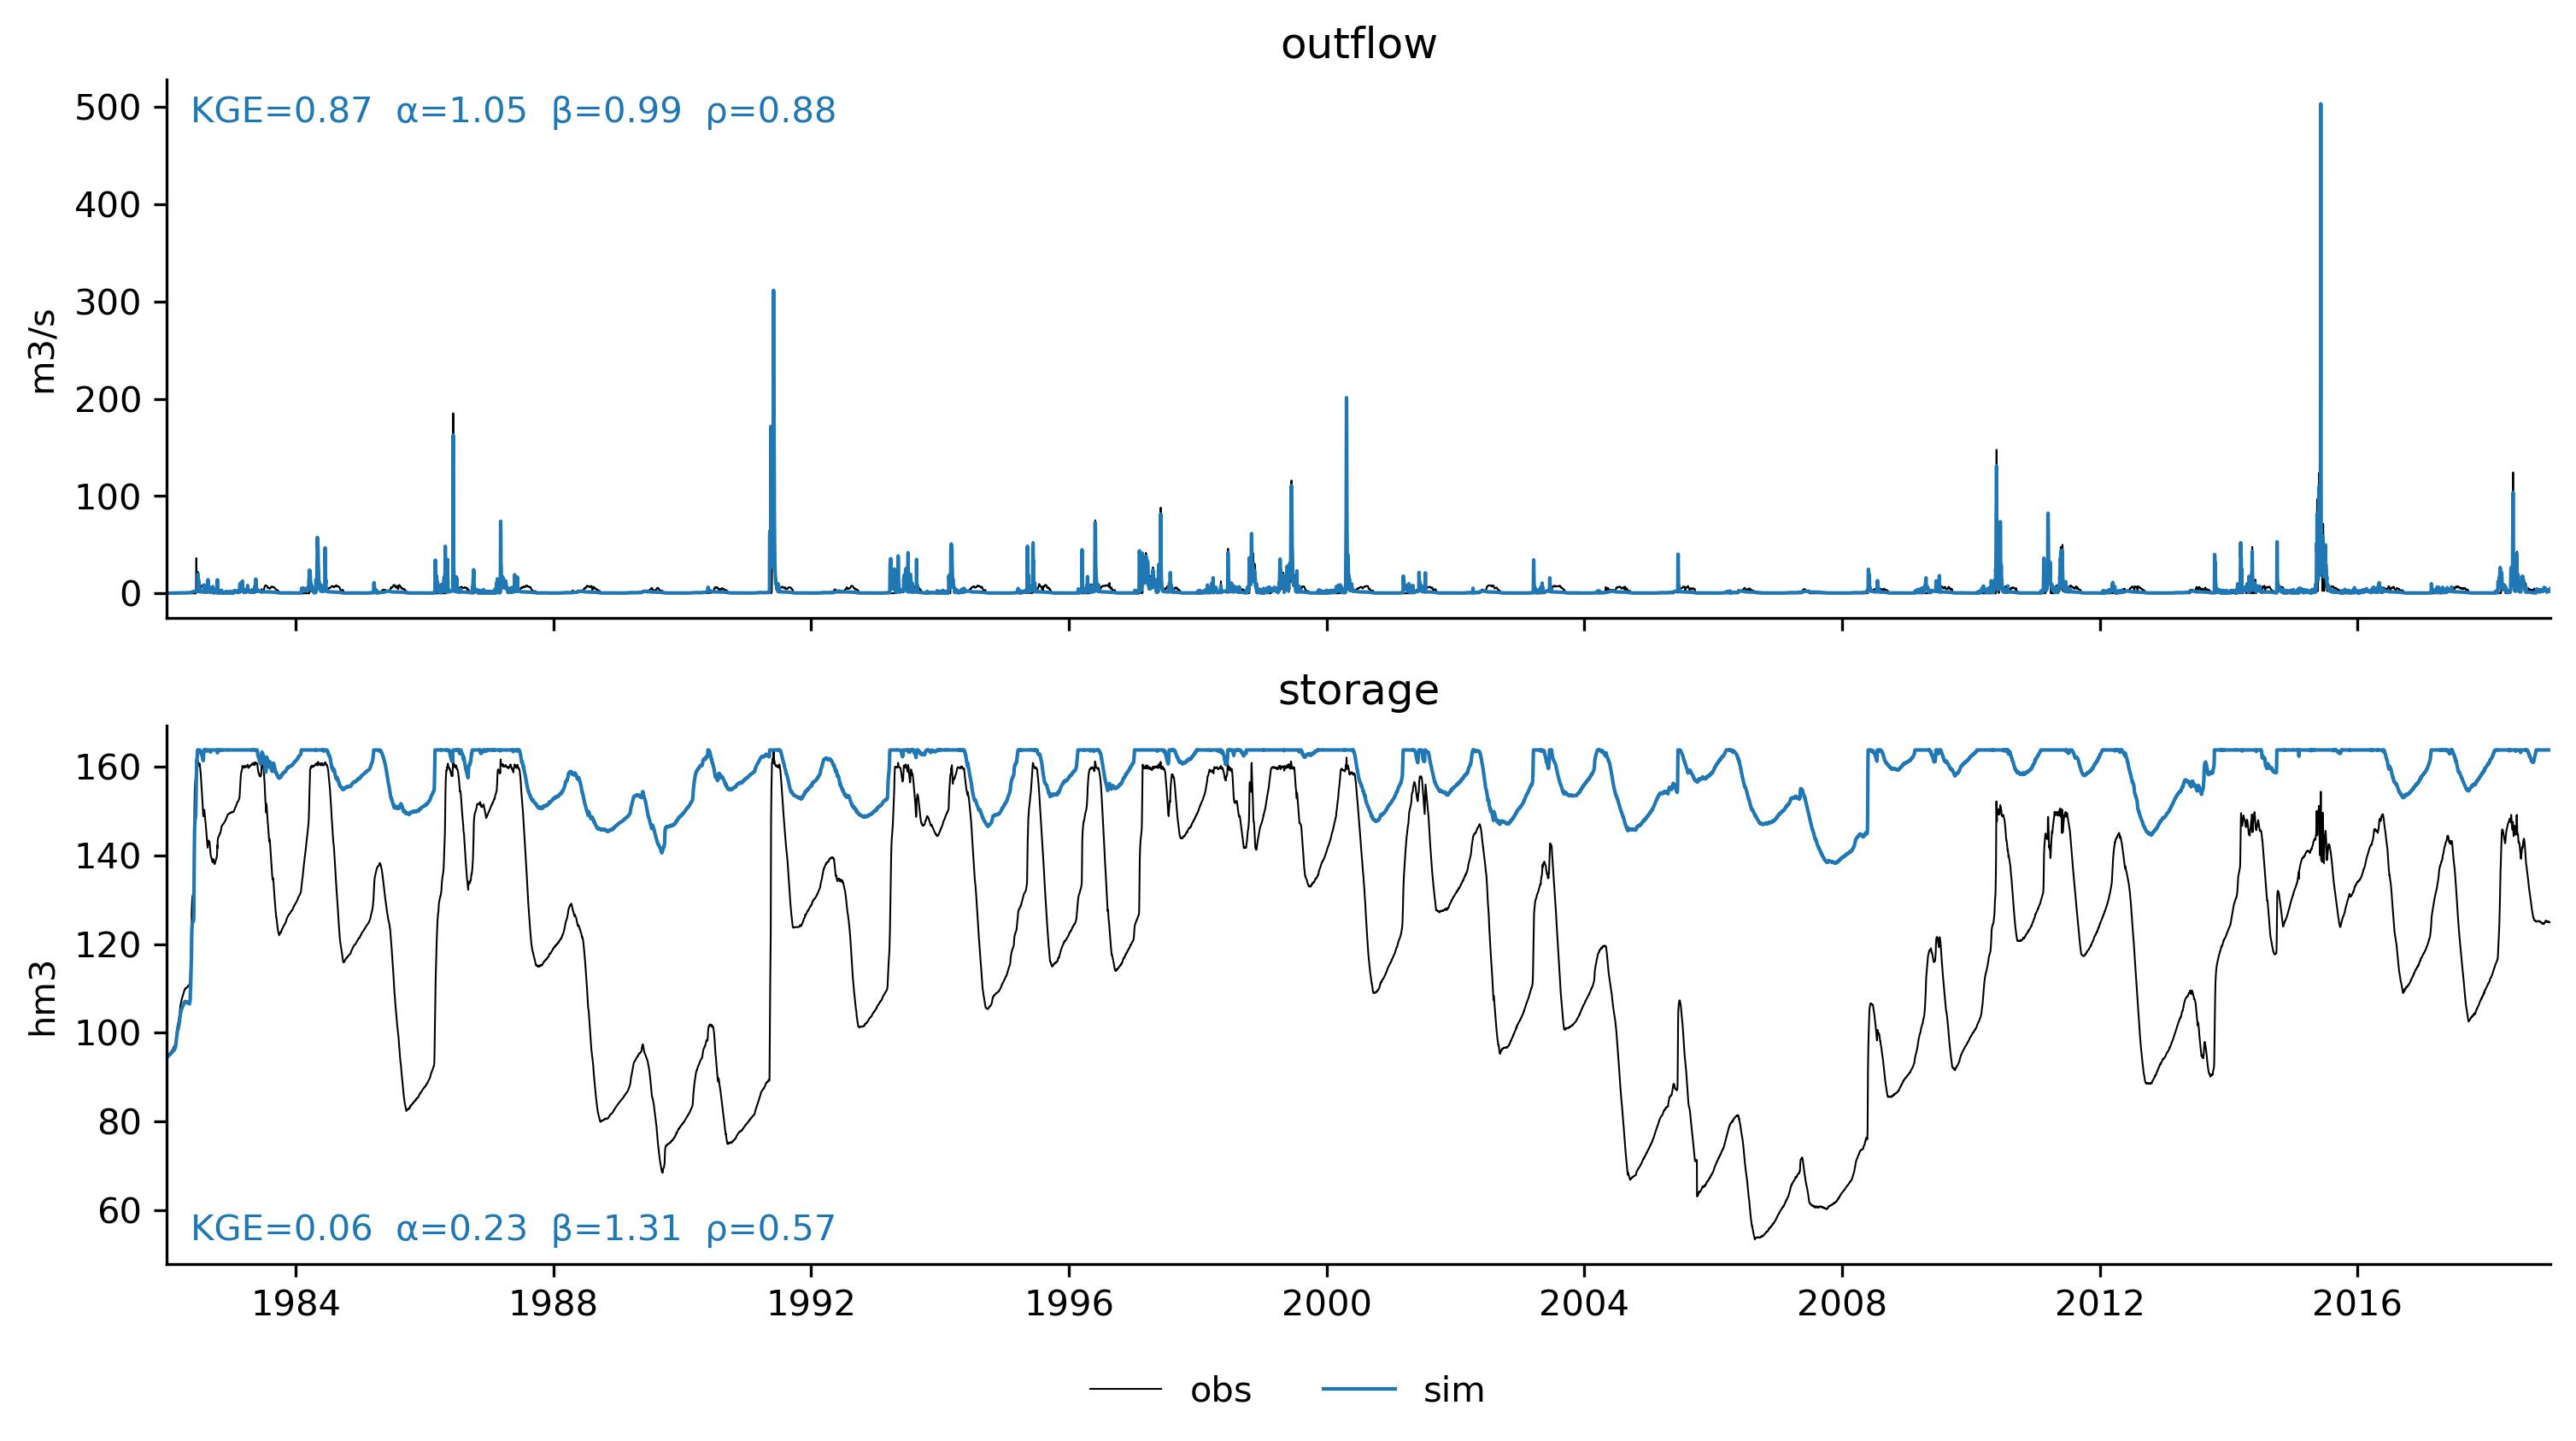 outflow
KGE=0.87 α=1.05 β=0.99 ρ=0.88
500
400
300
200
100
0
m3/s
storage
160
140
120
100
80
60
hm3
KGE=0.06 α=0.23 β=1.31 ρ=0.57
1984 1988 1992 1996 2000 2004 2008 2012 2016
obs sim